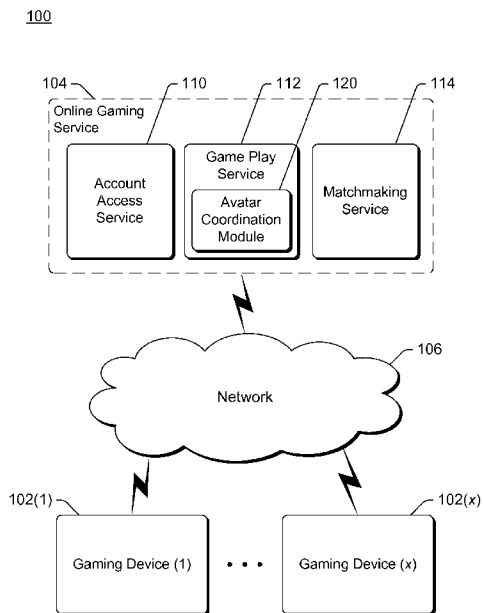 100
104
110
112
120
114
Online Gaming
Service
Account
Access
Service
Game Play
Service
Avatar
Coordination
Module
Matchmaking
Service
106
Network
102(1)
102(x)
Gaming Device (1)
• • •
Gaming Device (x)